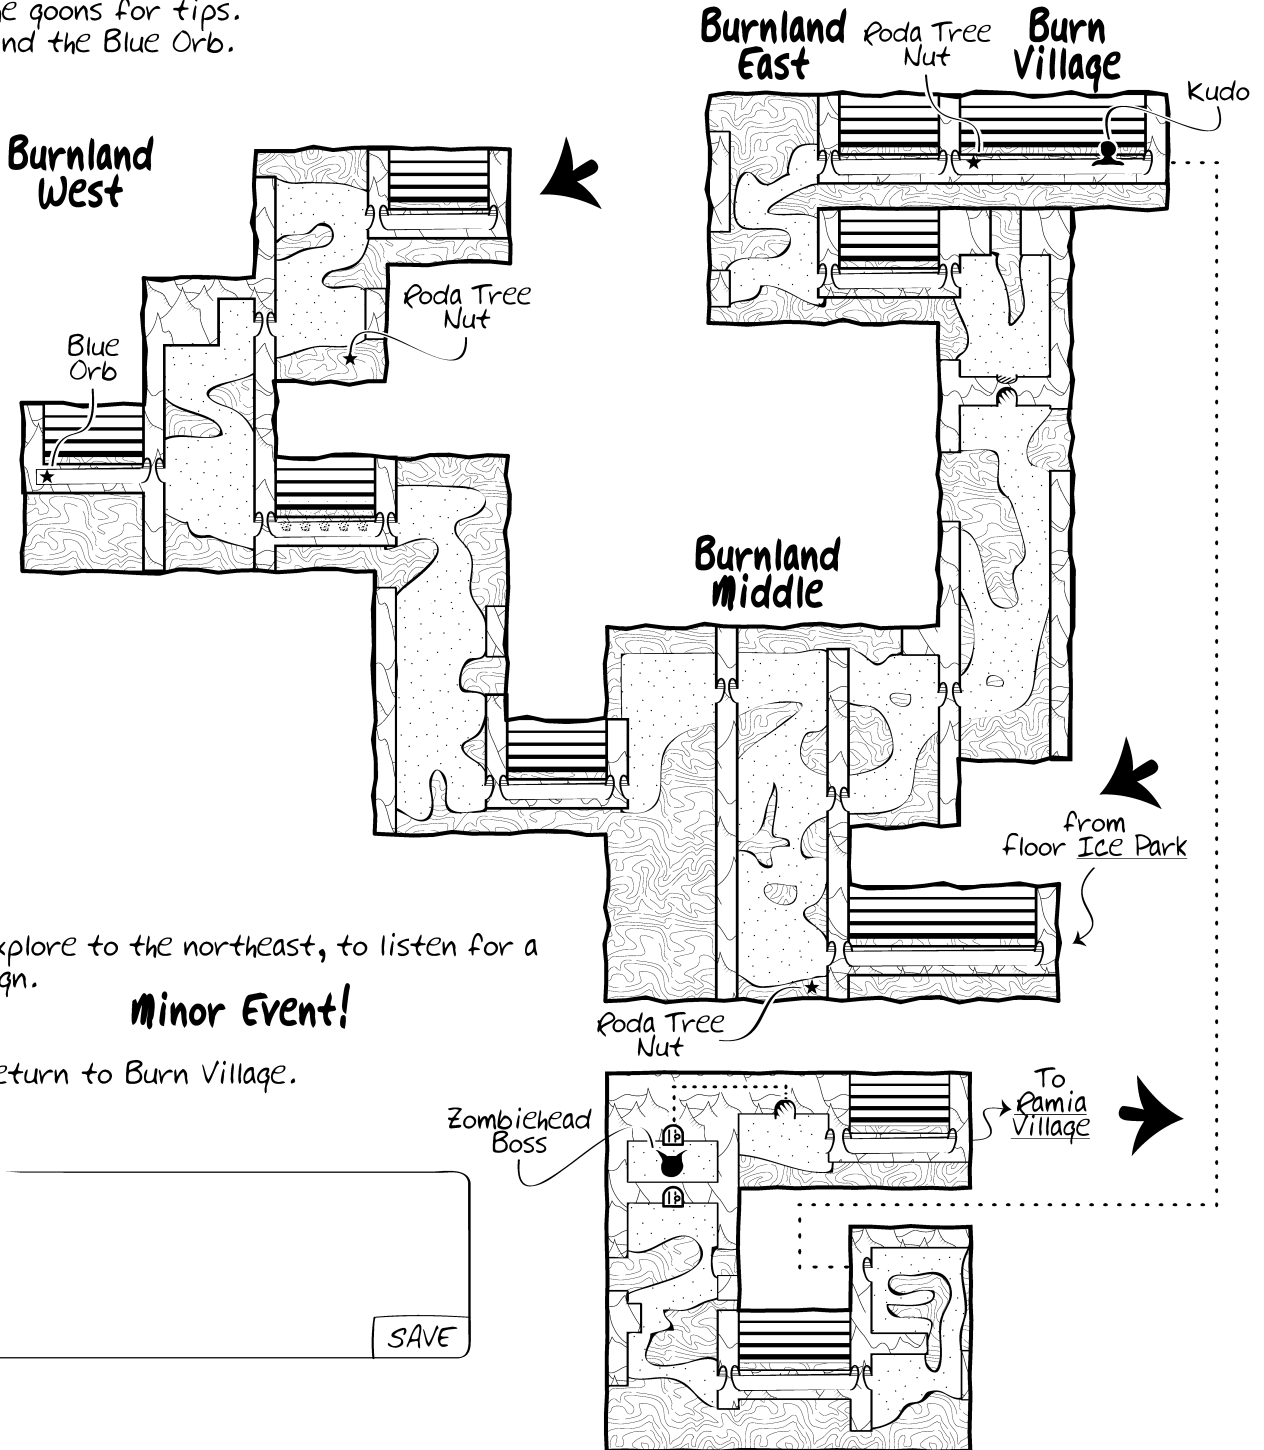 goons for tips.
nd the Blue Orb.
Burnland
East
Roda Tree
Nut
Burn
Village
Kudo
Burnland
West
Roda Tree
Nut
Blue
Orb
Burnland
Middle
from
floor Ice Park
xplore to the northeast, to listen for a
gn.
Minor Event!
eturn to Burn Village.
Roda Tree
Nut
Zombiehead
Boss
To
Ramia
Village
SAVE